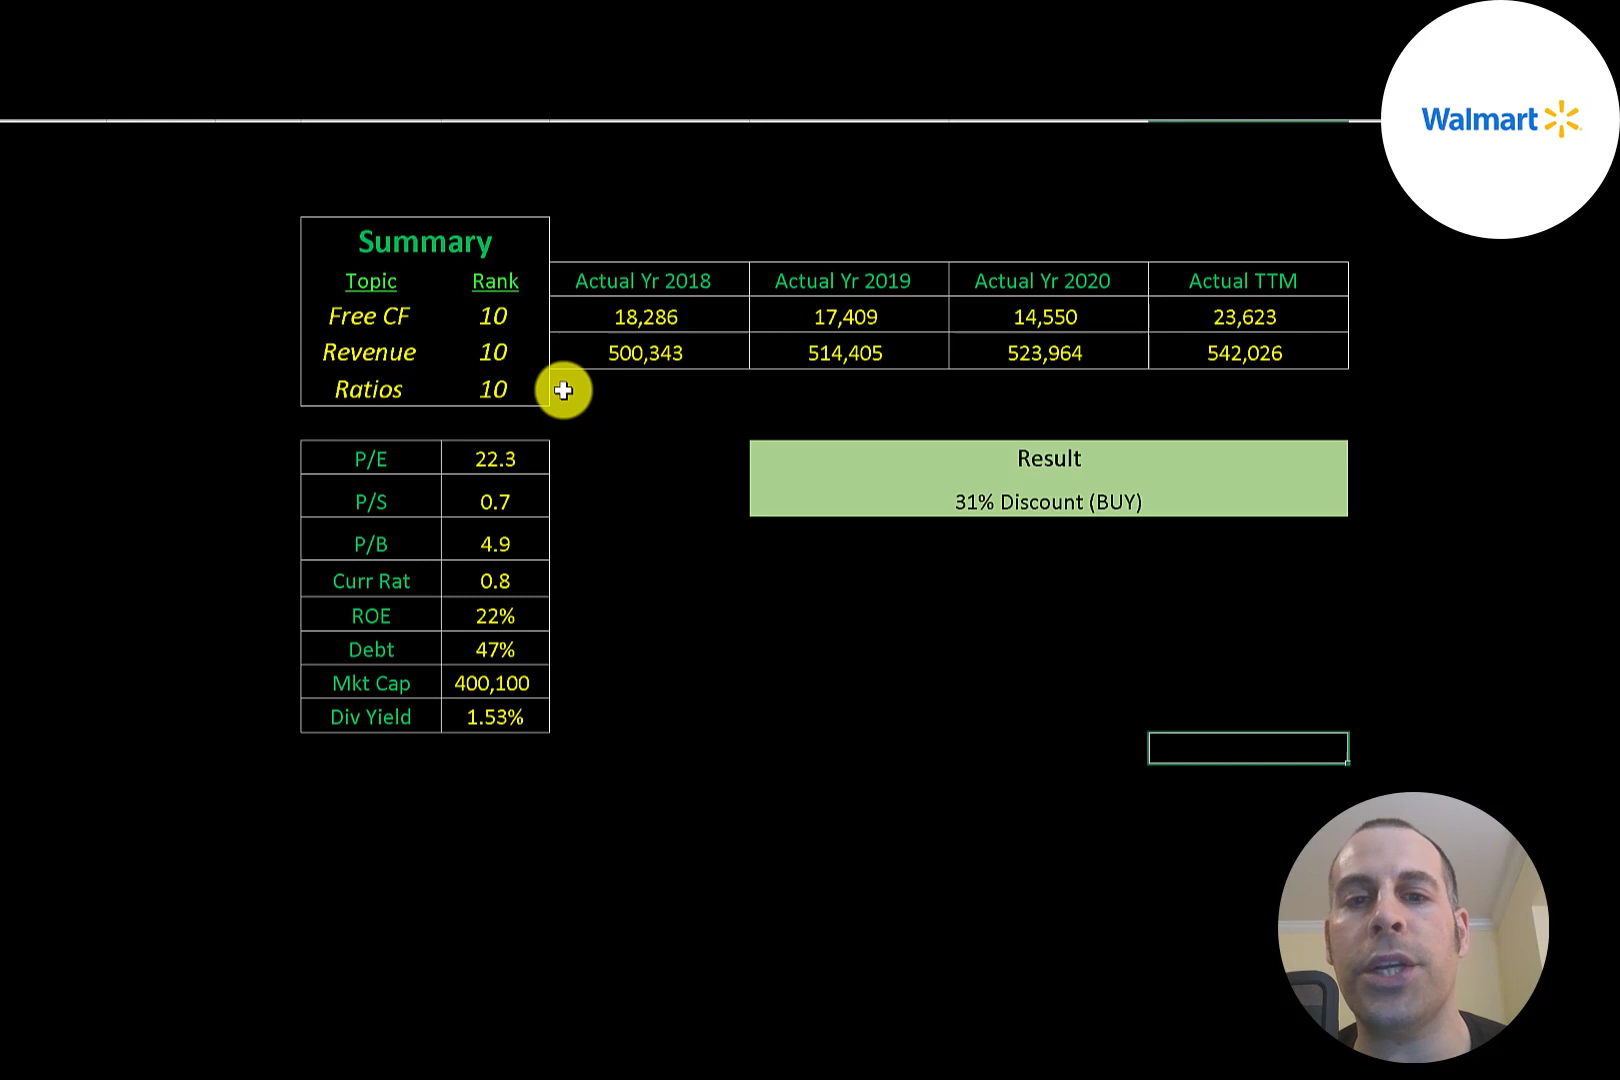 Walmart
Summary
Topic Rank Actual Yr 2018 Actual Yr 2019 Actual Yr 2020 Actual TTM
Free CF 10 18,286 17,409 14,550 23,623
Revenue 10 500,343 514,405 523,964 542,026
Ratios 10
P/E 22.3 Result
P/S 0.7 31% Discount (BUY)
P/B 4.9
Curr Rat 0.8
ROE 22%
Debt 47%
Mkt Cap 400,100
Div Yield 1.53%